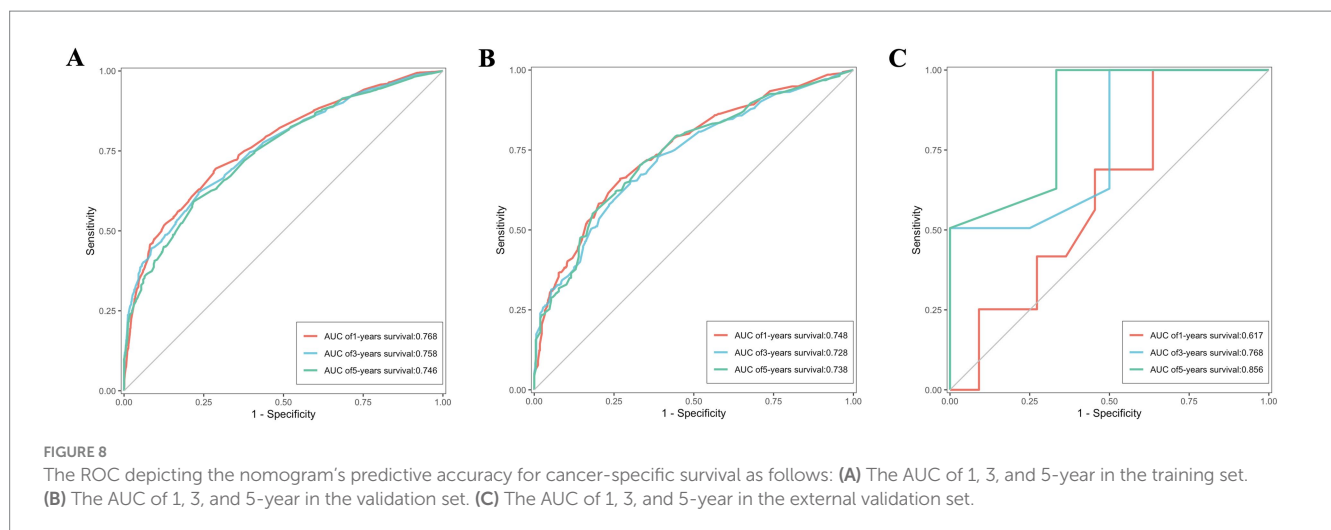 A
1.00
0.75
Sensitivity
0.50
0.25
0.00
AUC of1-years survival:0.768
AUC of3-years survival:0.758
AUC of5-years survival:0.746
0.00 0.25 0.50 0.75 1.00
1 - Specificity
B
1.00
0.75
Sensitivity
0.50
0.25
0.00
AUC of1-years survival:0.748
AUC of3-years survival:0.728
AUC of5-years survival:0.738
0.00 0.25 0.50 0.75 1.00
1 - Specificity
C
1.00
0.75
Sensitivity
0.50
0.25
0.00
AUC of1-years survival:0.617
AUC of3-years survival:0.768
AUC of5-years survival:0.856
0.00 0.25 0.50 0.75 1.00
1 - Specificity
FIGURE 8
The ROC depicting the nomogram's predictive accuracy for cancer-specific survival as follows: (A) The AUC of 1, 3, and 5-year in the training set.
(B) The AUC of 1, 3, and 5-year in the validation set. (C) The AUC of 1, 3, and 5-year in the external validation set.